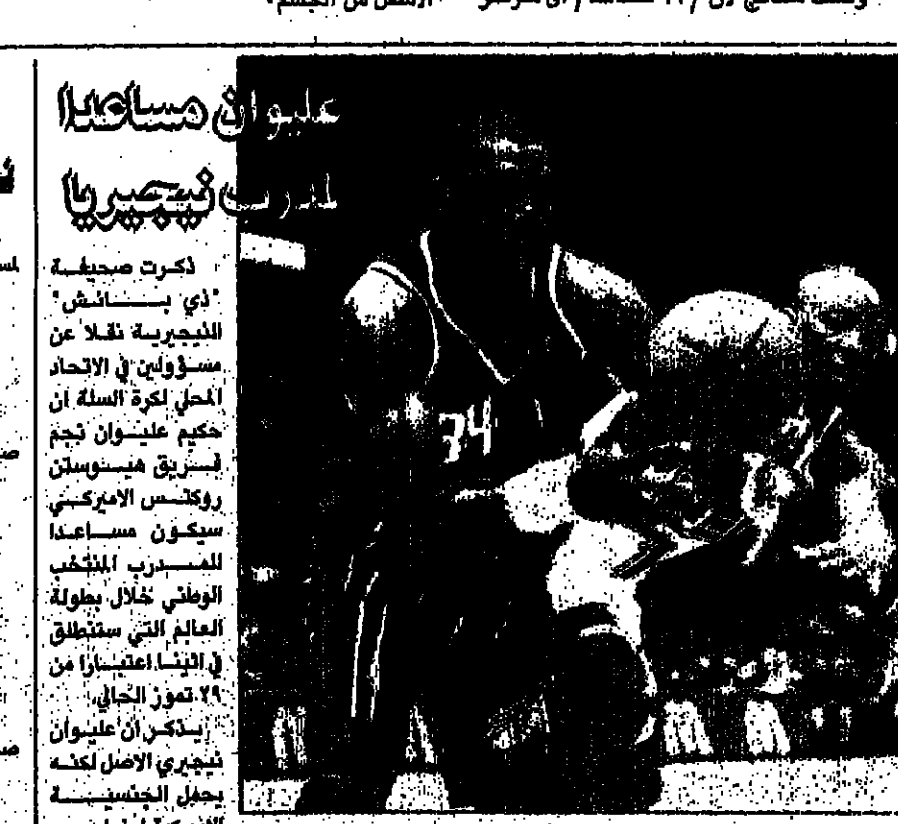 عليوان مساعدا
لمدرب نيجيريا
ذكرت صحيفة
"ذي بانش"
النيجيرية نقلا عن
مسؤولين في الاتحاد
المحلي لكرة السلة ان
حكيم عليوان نجم
فريق هيوستن
روكتس الاميركي
سيكون مساعدا
للمدرب المنتخب
الوطني خلال بطولة
العالم التي ستنطلق
في اثينا اعتبارا من
٢٩ تموز الحالي.
يذكر ان عليوان
نيجيري الاصل لكنه
يحمل الجنسية